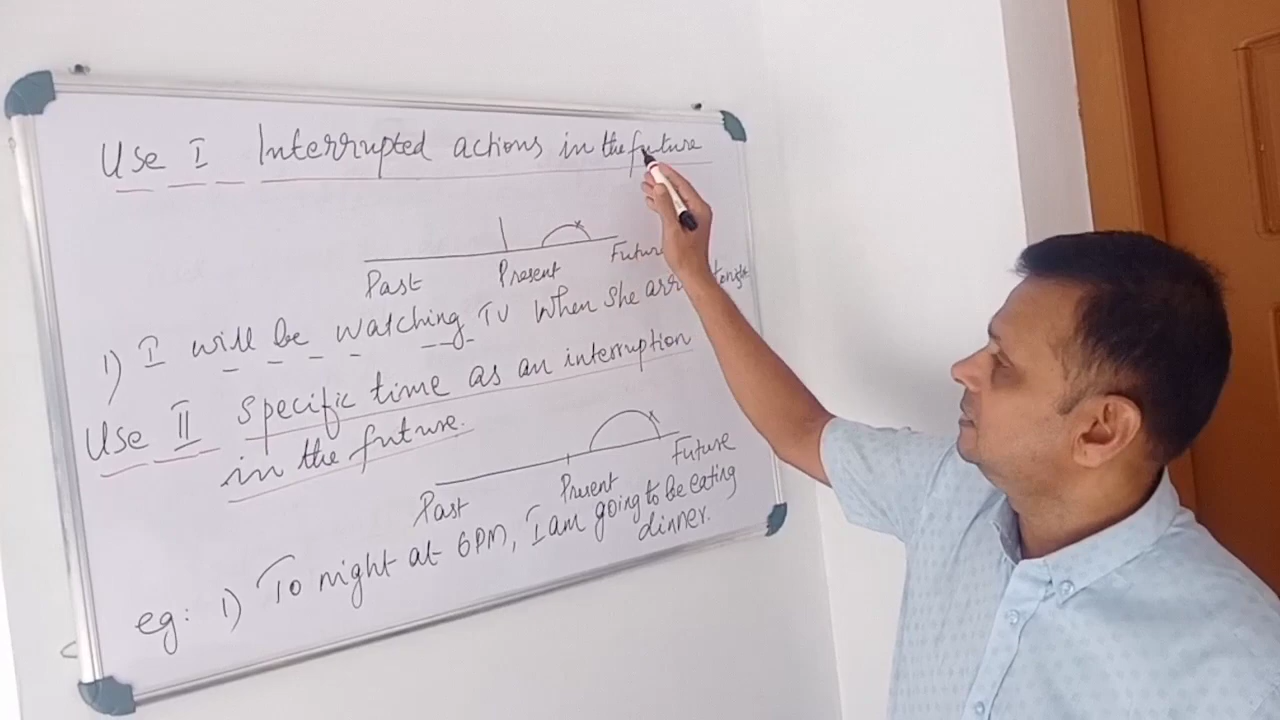 Use I Interrupted actions in the future
Past Present Future
1) I will be watching TV When she
Use II Specific time as an interruption
in the future.
Past Present Future
eg: 1) To night at 6PM, I am going to be eating
dinner.